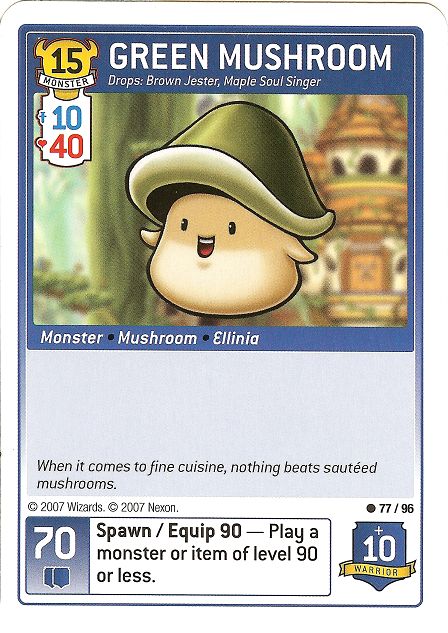 15
MONSTER
GREEN MUSHROOM
Drops: Brown Jester, Maple Soul Singer
10
40
Monster • Mushroom • Ellinia
When it comes to fine cuisine, nothing beats sautéed
mushrooms.
© 2007 Wizards. © 2007 Nexon.
● 77 / 96
70
Spawn / Equip 90 — Play a
monster or item of level 90
or less.
+
10
WARRIOR